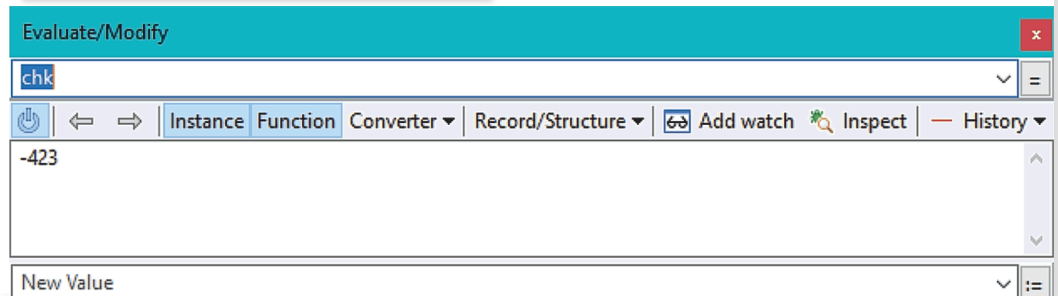 Evaluate/Modify
x
chk
=
Instance Function Converter Record/Structure Add watch Inspect History
-423
New Value
:=